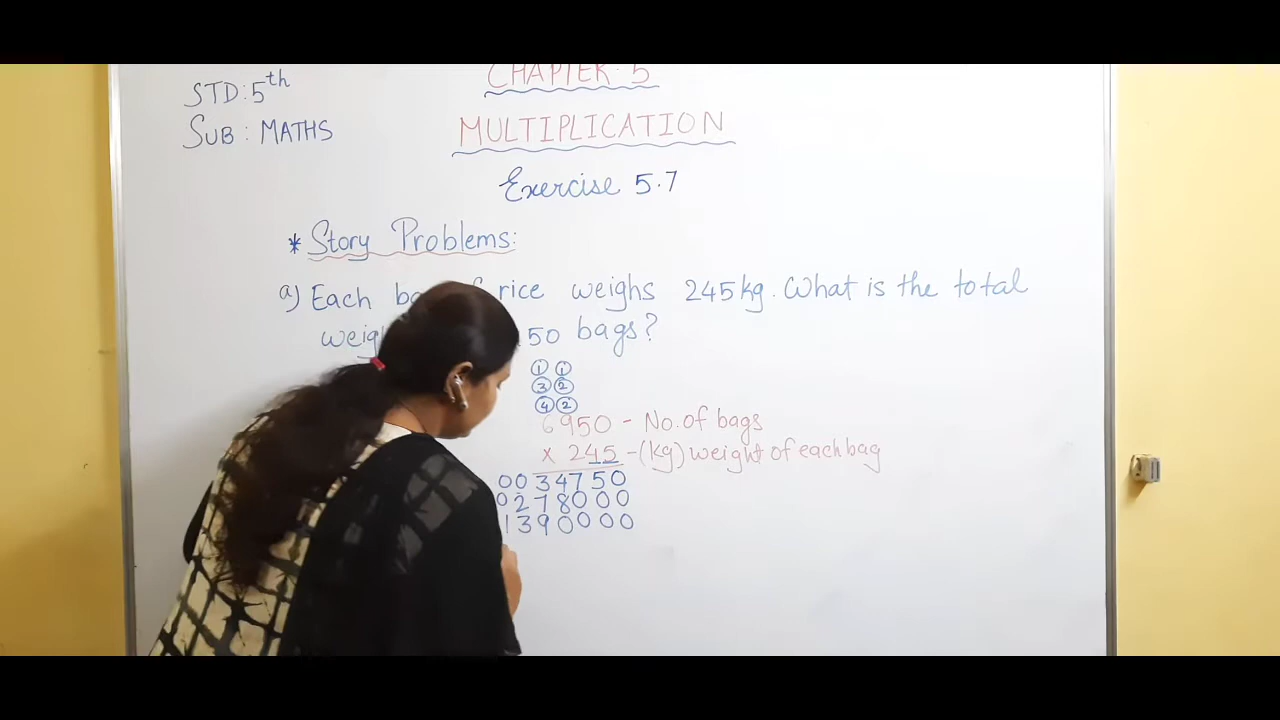 STD: 5th
CHAPTER-5
SUB: MATHS
MULTIPLICATION
Exercise 5.7
* Story Problems:
a) Each rice weighs 245kg. What is the total
50 bags?
① ①
③ ②
④ ②
6950 - No. of bags
x 245 - (kg) weight of each bag
0034750
0278000
1390000